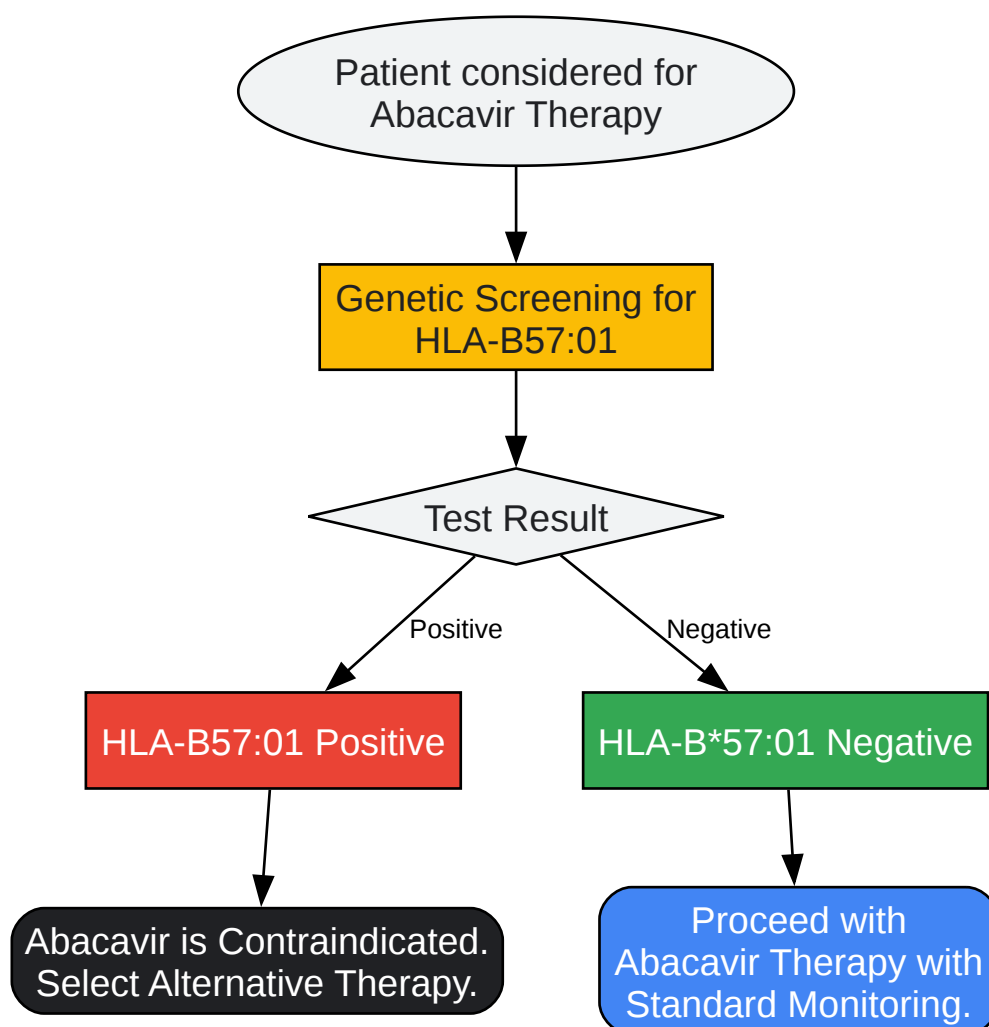 Patient considered for
Abacavir Therapy
Genetic Screening for
HLA-B57:01
Test Result
Positive
Negative
HLA-B57:01 Positive
HLA-B*57:01 Negative
Abacavir is Contraindicated.
Select Alternative Therapy.
Proceed with
Abacavir Therapy with
Standard Monitoring.